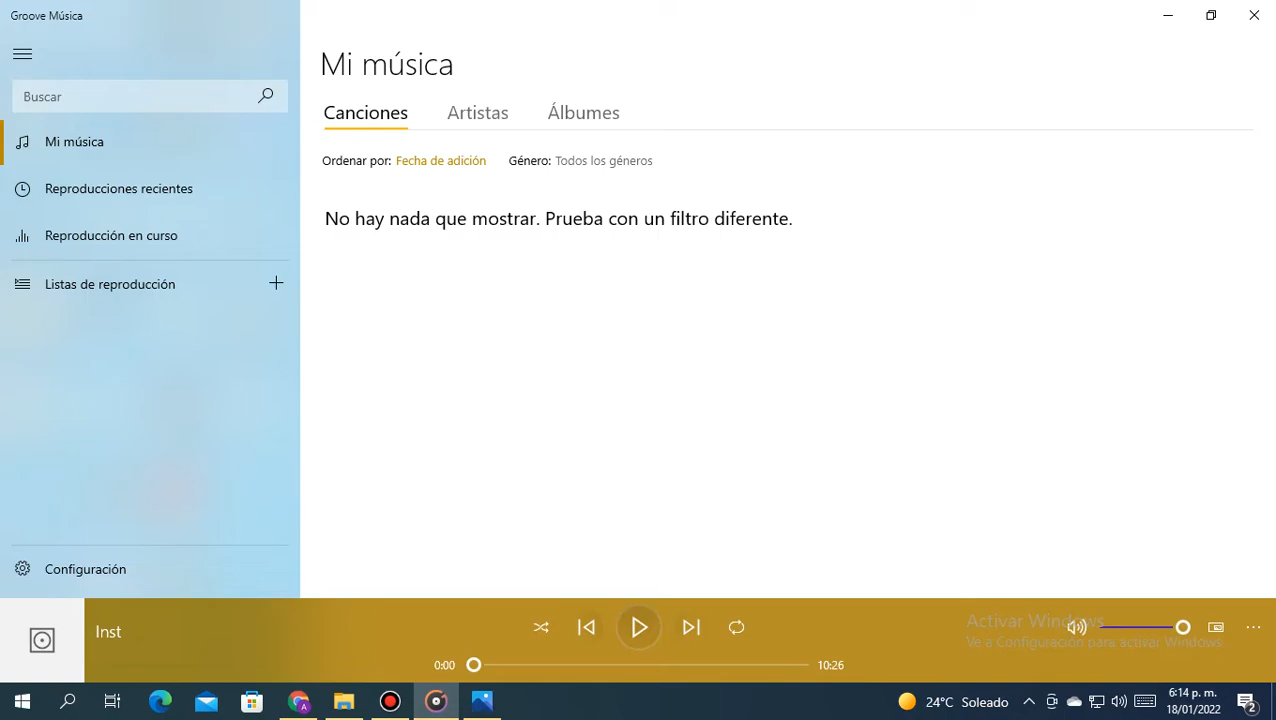 Groove Música
Buscar
Mi música
Reproducciones recientes
Reproducción en curso
Listas de reproducción
Configuración
Mi música
Canciones Artistas Álbumes
Ordenar por: Fecha de adición Género: Todos los géneros
No hay nada que mostrar. Prueba con un filtro diferente.
Inst
0:00 10:26
Activar Windows
Ve a Configuración para activar Windows.
A
24°C Soleado
6:14 p. m.
18/01/2022
2